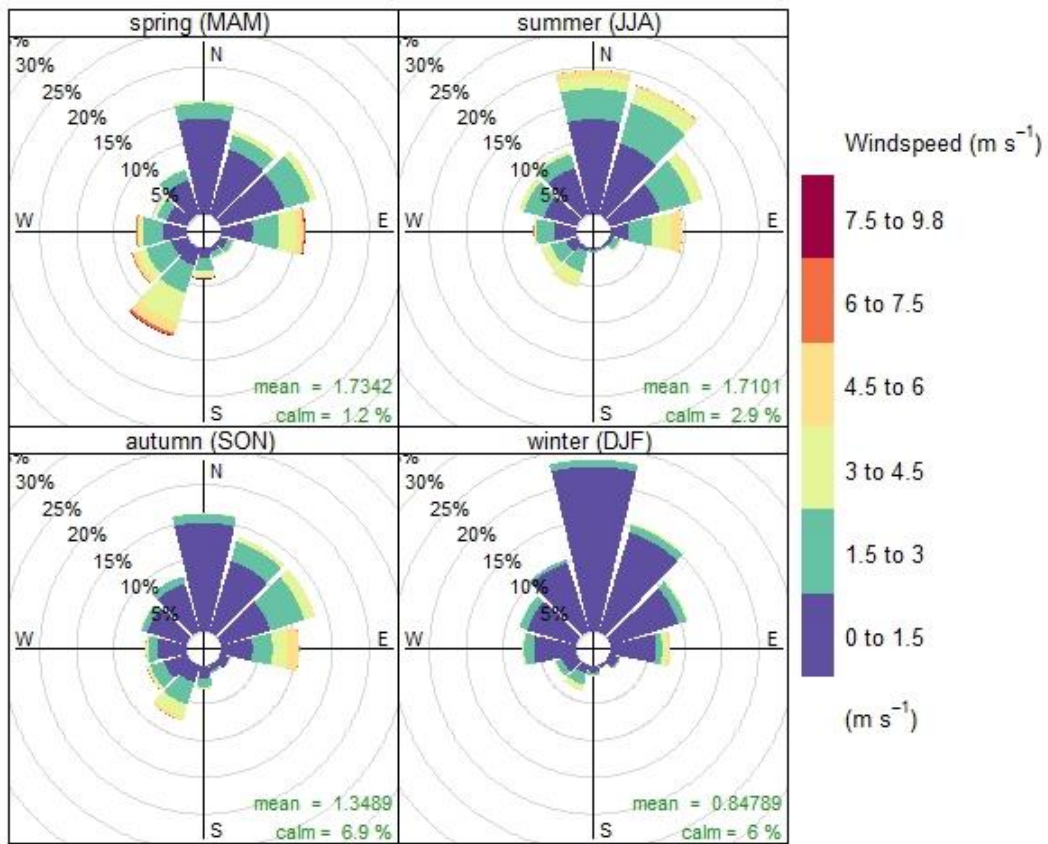 spring (MAM)
%
30%
25%
20%
15%
10%
5%
N
W
E
S
mean = 1.7342
calm = 1.2 %
summer (JJA)
%
30%
25%
20%
15%
10%
5%
N
W
E
S
mean = 1.7101
calm = 2.9 %
autumn (SON)
%
30%
25%
20%
15%
10%
5%
N
W
E
S
mean = 1.3489
calm = 6.9 %
winter (DJF)
%
30%
25%
20%
15%
10%
5%
N
W
E
S
mean = 0.84789
calm = 6 %
Windspeed (m s⁻¹)
7.5 to 9.8
6 to 7.5
4.5 to 6
3 to 4.5
1.5 to 3
0 to 1.5
(m s⁻¹)